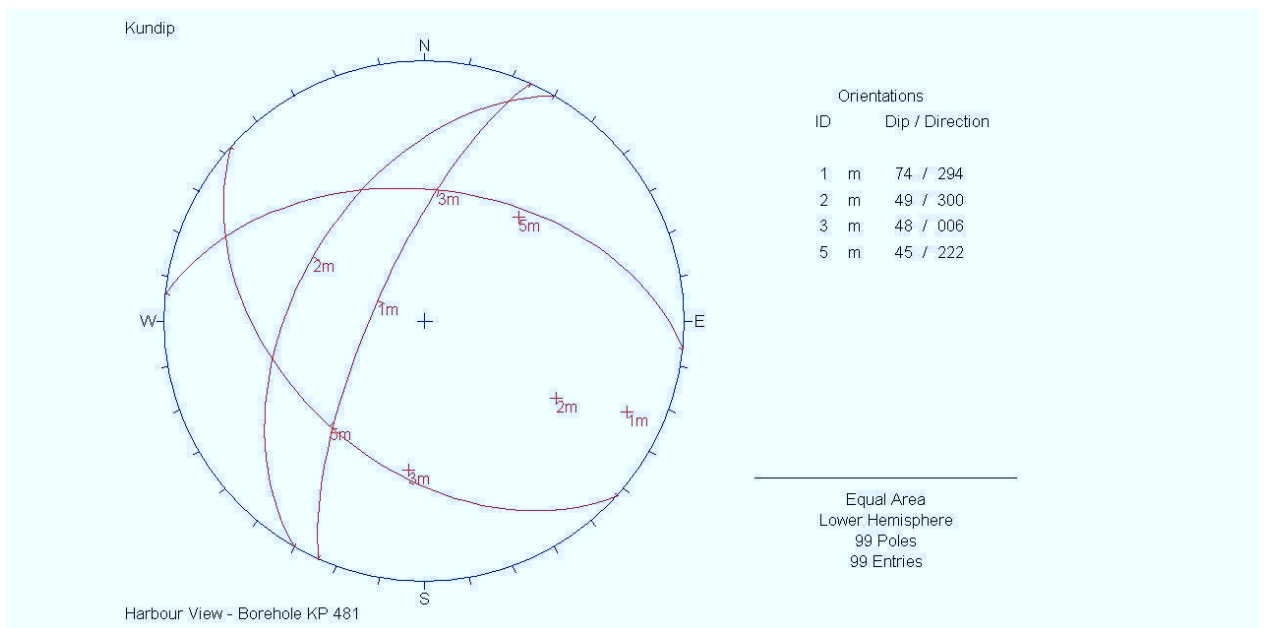 Kundip
N
Orientations
ID Dip / Direction
1 m 74 / 294
2 m 49 / 300
3 m 48 / 006
5 m 45 / 222
3m
5m
2m
1m
W
E
2m
1m
5m
3m
Equal Area
Lower Hemisphere
99 Poles
99 Entries
S
Harbour View - Borehole KP 481